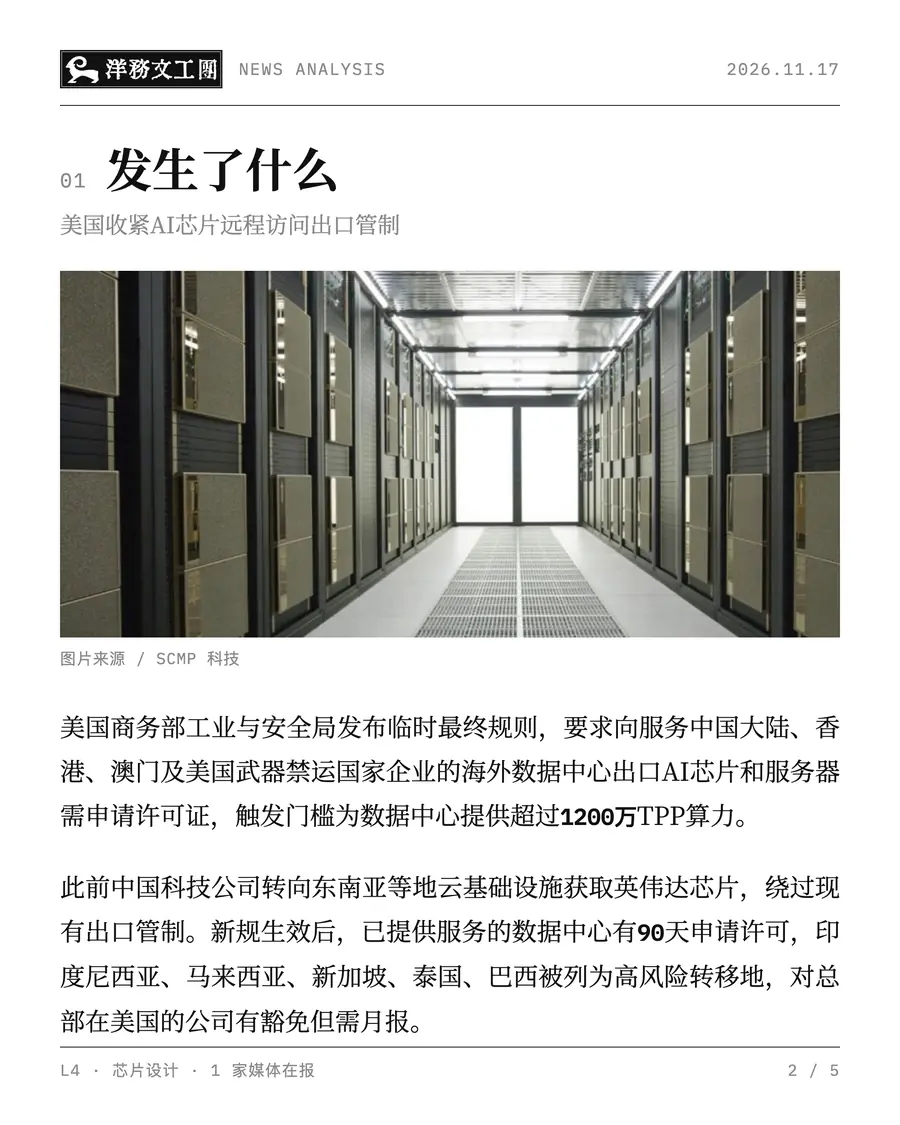 洋務文工團
NEWS ANALYSIS
2026.11.17
01 发生了什么
美国收紧AI芯片远程访问出口管制
图片来源 / SCMP 科技
美国商务部工业与安全局发布临时最终规则，要求向服务中国大陆、香
港、澳门及美国武器禁运国家企业的海外数据中心出口AI芯片和服务器
需申请许可证，触发门槛为数据中心提供超过1200万TPP算力。
此前中国科技公司转向东南亚等地云基础设施获取英伟达芯片，绕过现
有出口管制。新规生效后，已提供服务的数据中心有90天申请许可，印
度尼西亚、马来西亚、新加坡、泰国、巴西被列为高风险转移地，对总
部在美国的公司有豁免但需月报。
L4 · 芯片设计 · 1 家媒体在报
2 / 5